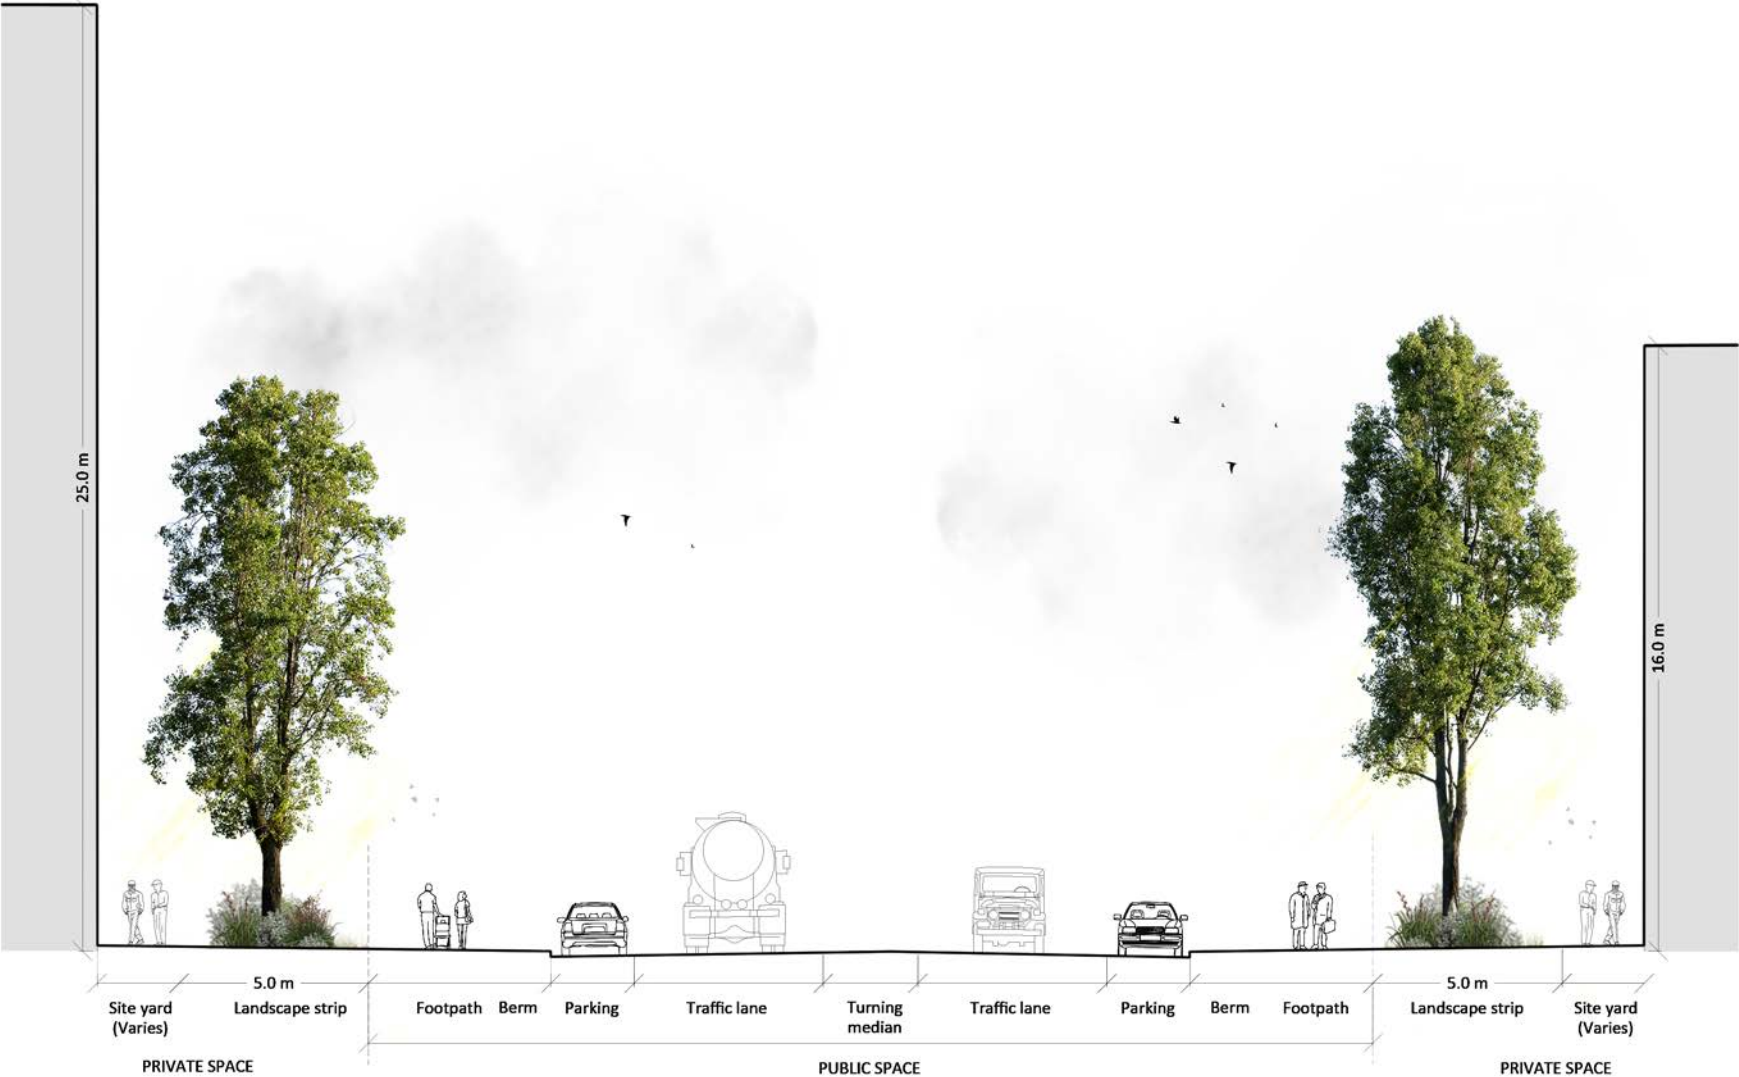 25.0 m
16.0 m
5.0 m
5.0 m
Site yard
(Varies)
Landscape strip
Footpath
Berm
Parking
Traffic lane
Turning
median
Traffic lane
Parking
Berm
Footpath
Landscape strip
Site yard
(Varies)
PRIVATE SPACE
PUBLIC SPACE
PRIVATE SPACE